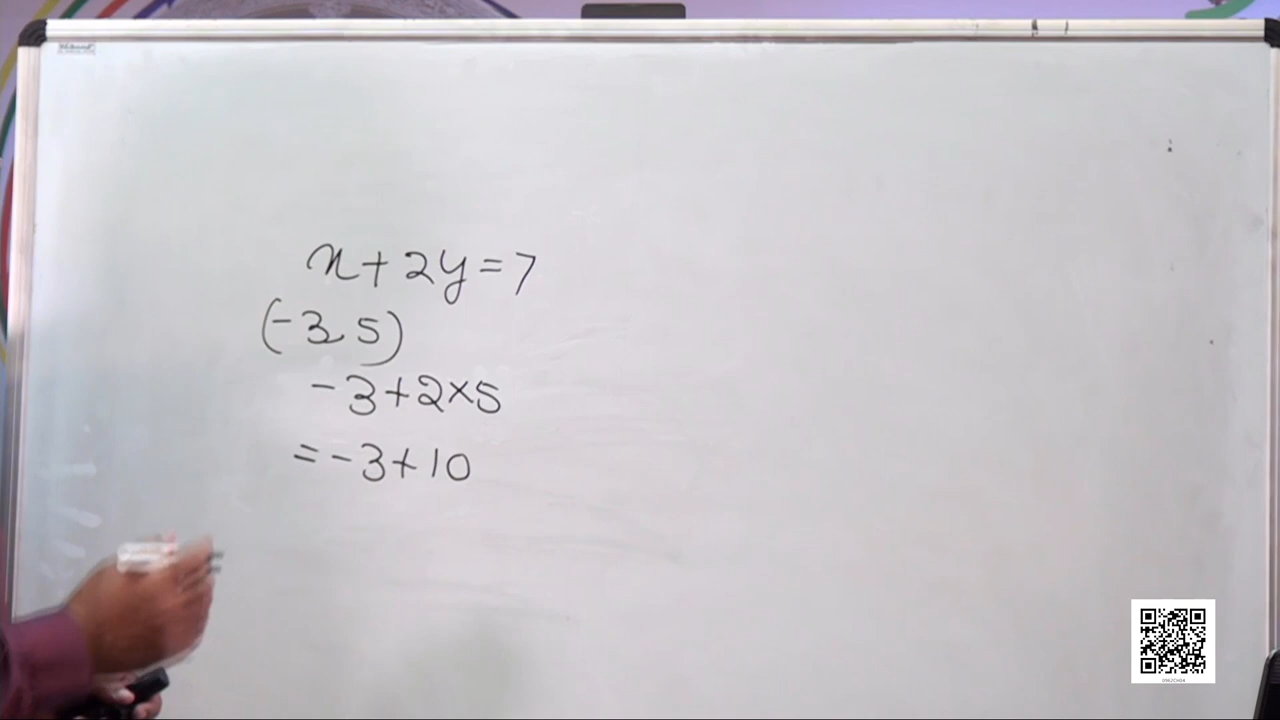 x+2y=7
(-3, 5)
-3+2×5
=-3+10